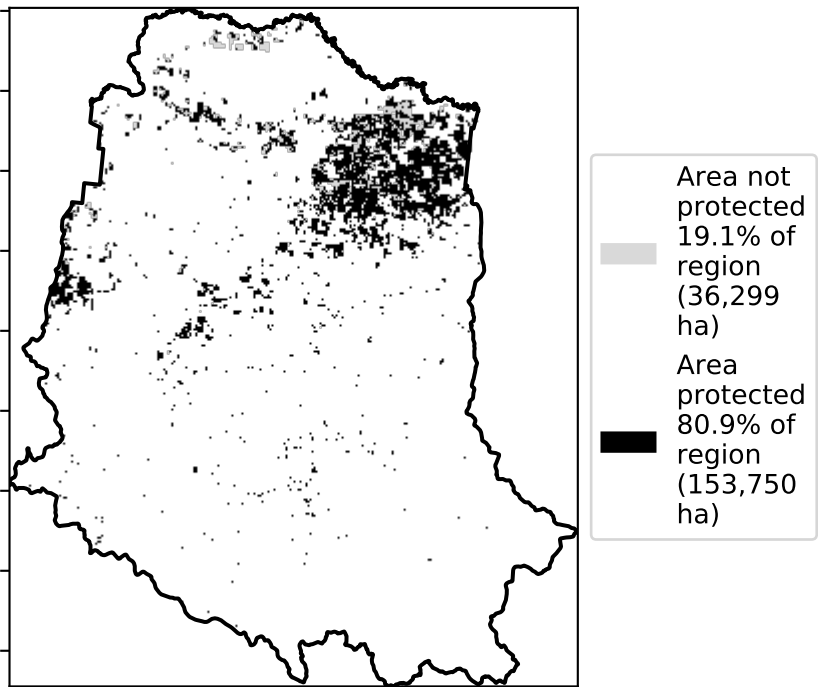 Area not
protected
19.1% of
region
(36,299
ha)
Area
protected
80.9% of
region
(153,750
ha)